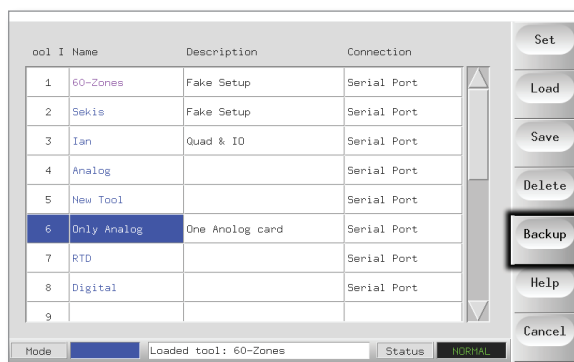 ool I Name Description Connection
1 60-Zones Fake Setup Serial Port
2 Sekis Fake Setup Serial Port
3 Ian Quad & IO Serial Port
4 Analog Serial Port
5 New Tool Serial Port
6 Only Analog One Anolog card Serial Port
7 RTD Serial Port
8 Digital Serial Port
9
Set
Load
Save
Delete
Backup
Help
Cancel
Mode Loaded tool: 60-Zones Status NORMAL